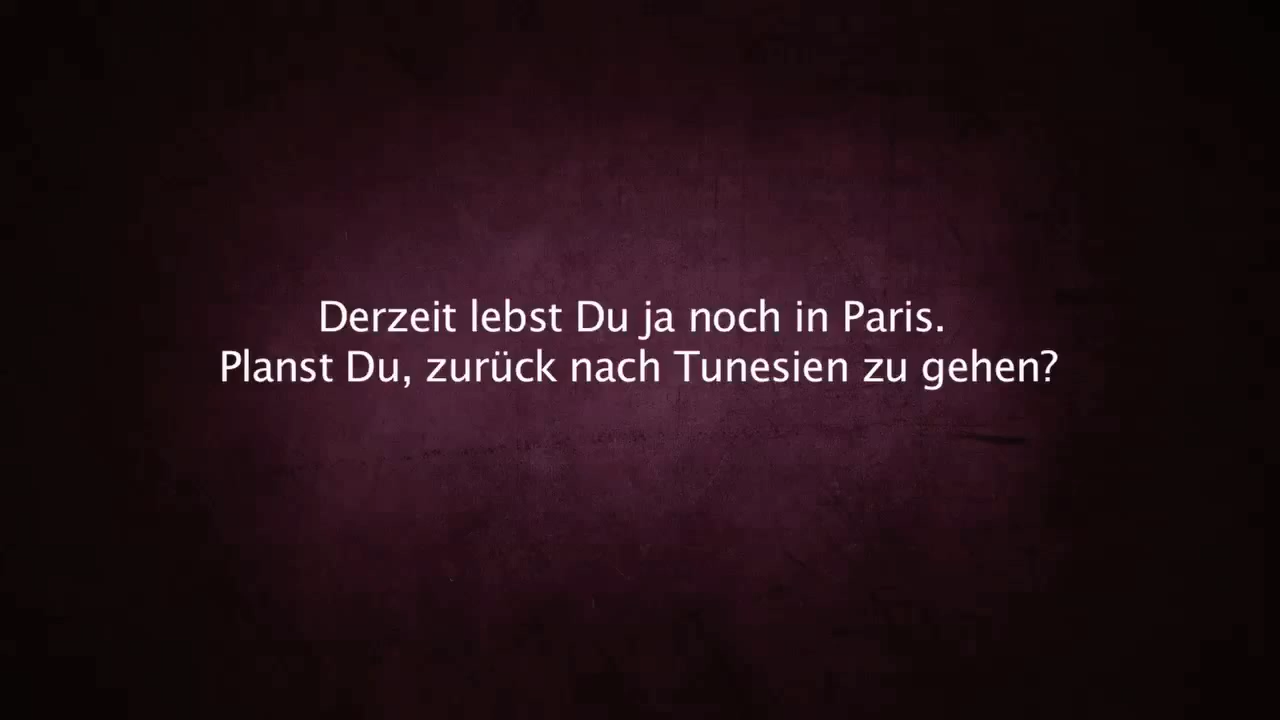 Derzeit lebst Du ja noch in Paris.
Planst Du, zurück nach Tunesien zu gehen?